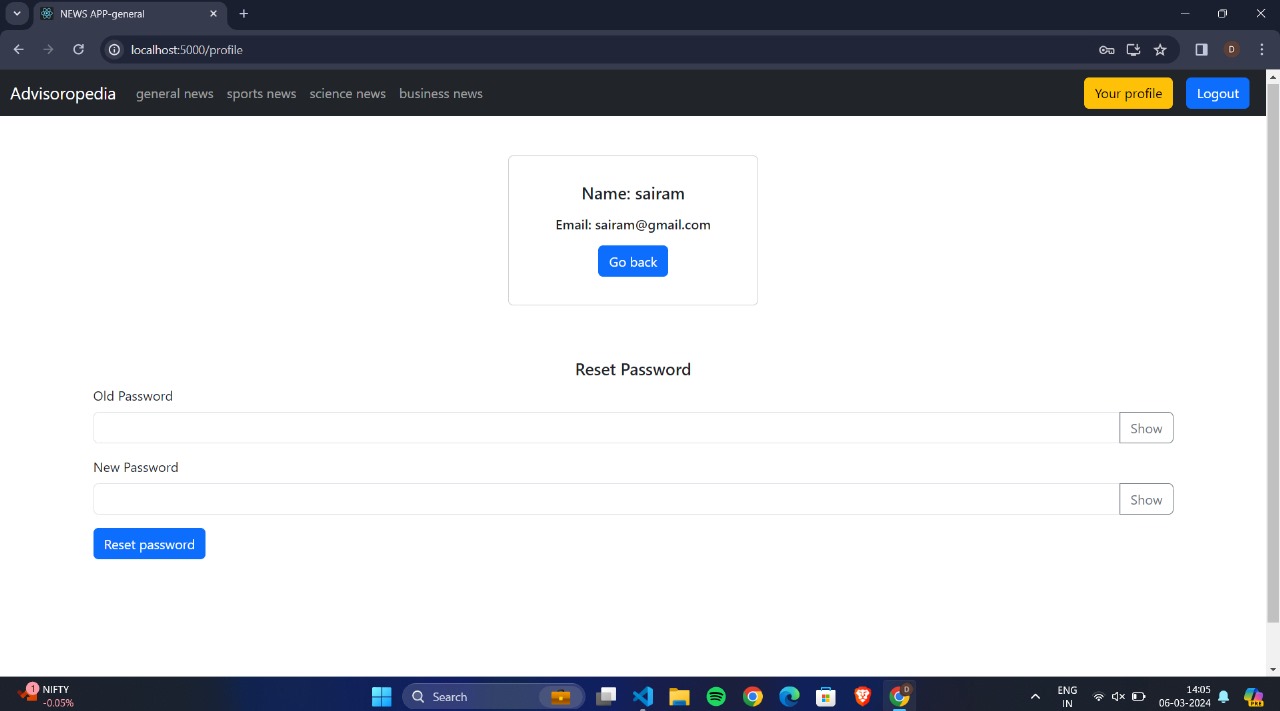 NEWS APP-general
localhost:5000/profile
D
Advisoropedia general news sports news science news business news Your profile Logout
Name: sairam
Email: sairam@gmail.com
Go back
Reset Password
Old Password
Show
New Password
Show
Reset password
1 NIFTY
-0.05%
Search
D
ENG
IN
14:05
06-03-2024
PRE